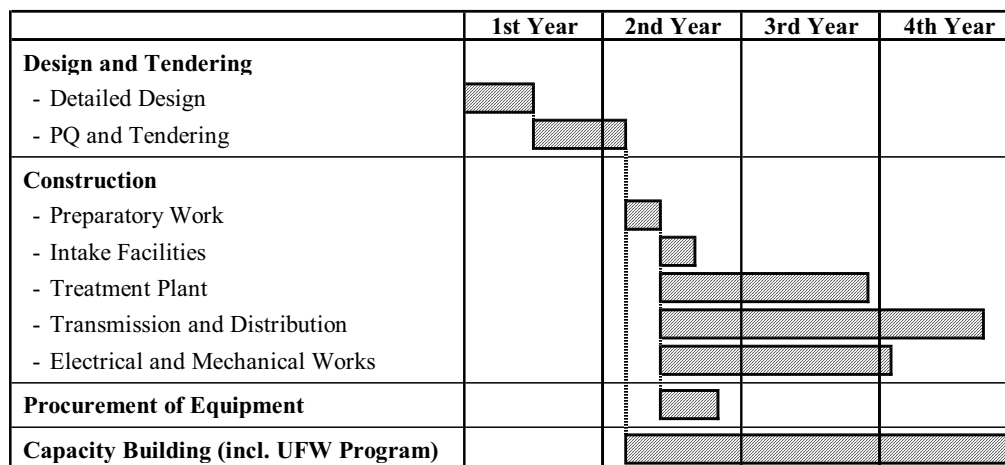 1st Year 2nd Year 3rd Year 4th Year
Design and Tendering
- Detailed Design
- PQ and Tendering
Construction
- Preparatory Work
- Intake Facilities
- Treatment Plant
- Transmission and Distribution
- Electrical and Mechanical Works
Procurement of Equipment
Capacity Building (incl. UFW Program)